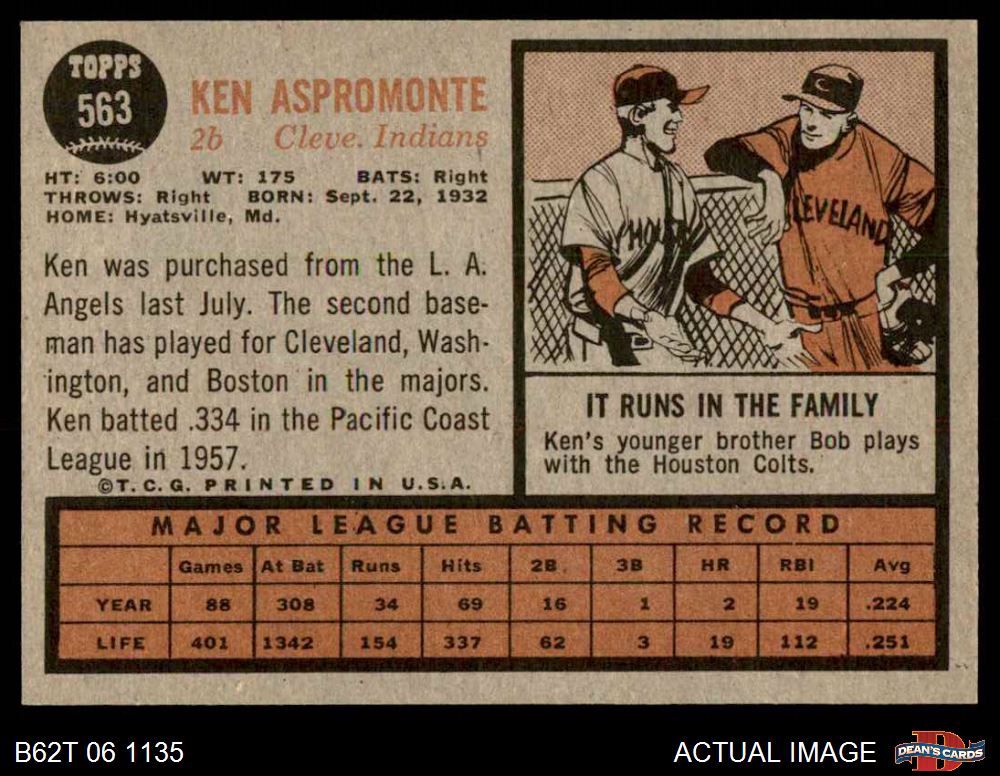 TOPPS
563
KEN ASPROMONTE
2b Cleve. Indians
HT: 6:00 WT: 175 BATS: Right
THROWS: Right BORN: Sept. 22, 1932
HOME: Hyatsville, Md.
Ken was purchased from the L. A.
Angels last July. The second base-
man has played for Cleveland, Wash-
ington, and Boston in the majors.
Ken batted .334 in the Pacific Coast
League in 1957.
©T. C. G. PRINTED IN U.S.A.
C
CLEVELAND
IT RUNS IN THE FAMILY
Ken's younger brother Bob plays
with the Houston Colts.
MAJOR LEAGUE BATTING RECORD
Games At Bat Runs Hits 2B 3B HR RBI Avg
YEAR 88 308 34 69 16 1 2 19 .224
LIFE 401 1342 154 337 62 3 19 112 .251
B62T 06 1135
ACTUAL IMAGE
D
DEAN'S CARDS